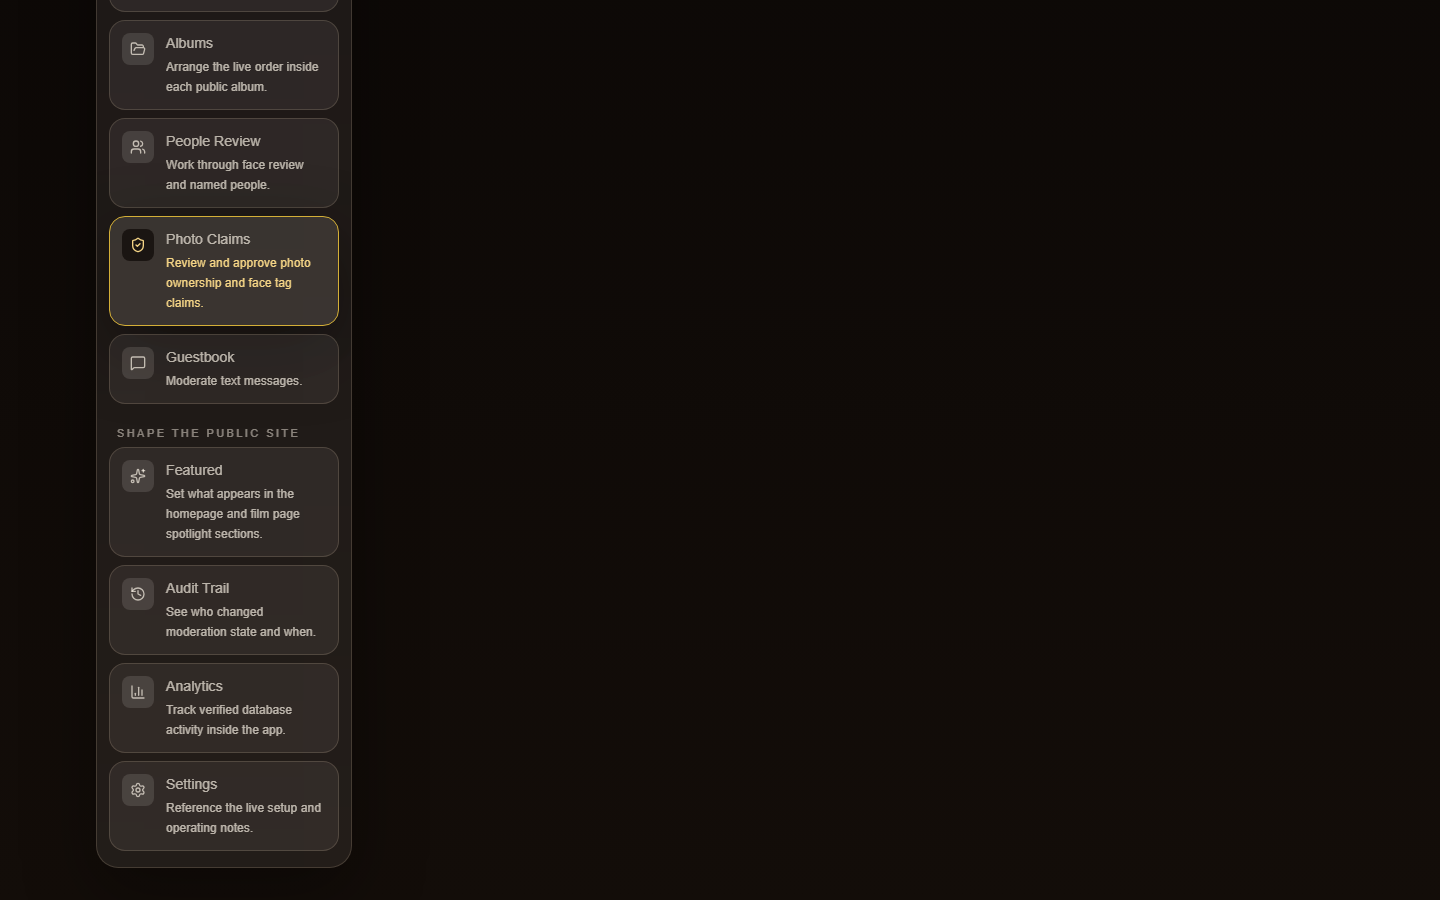 Albums
Arrange the live order inside
each public album.
People Review
Work through face review
and named people.
Photo Claims
Review and approve photo
ownership and face tag
claims.
Guestbook
Moderate text messages.
SHAPE THE PUBLIC SITE
Featured
Set what appears in the
homepage and film page
spotlight sections.
Audit Trail
See who changed
moderation state and when.
Analytics
Track verified database
activity inside the app.
Settings
Reference the live setup and
operating notes.